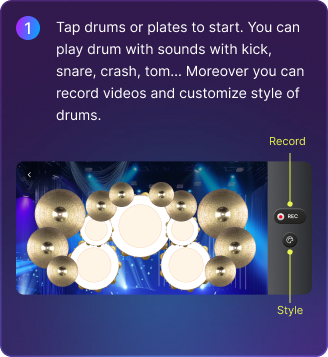 1
Tap drums or plates to start. You can
play drum with sounds with kick,
snare, crash, tom... Moreover you can
record videos and customize style of
drums.
Record
REC
Style